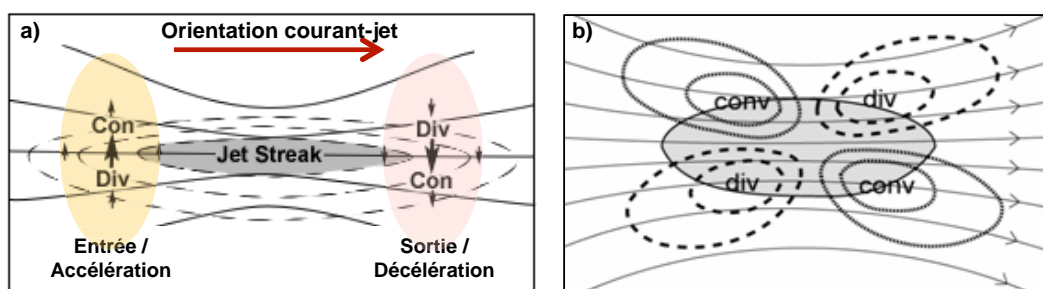 a)
Orientation courant-jet
Con
Div
Jet Streak
Div
Con
Entrée /
Accélération
Sortie /
Décélération
b)
conv
div
div
conv